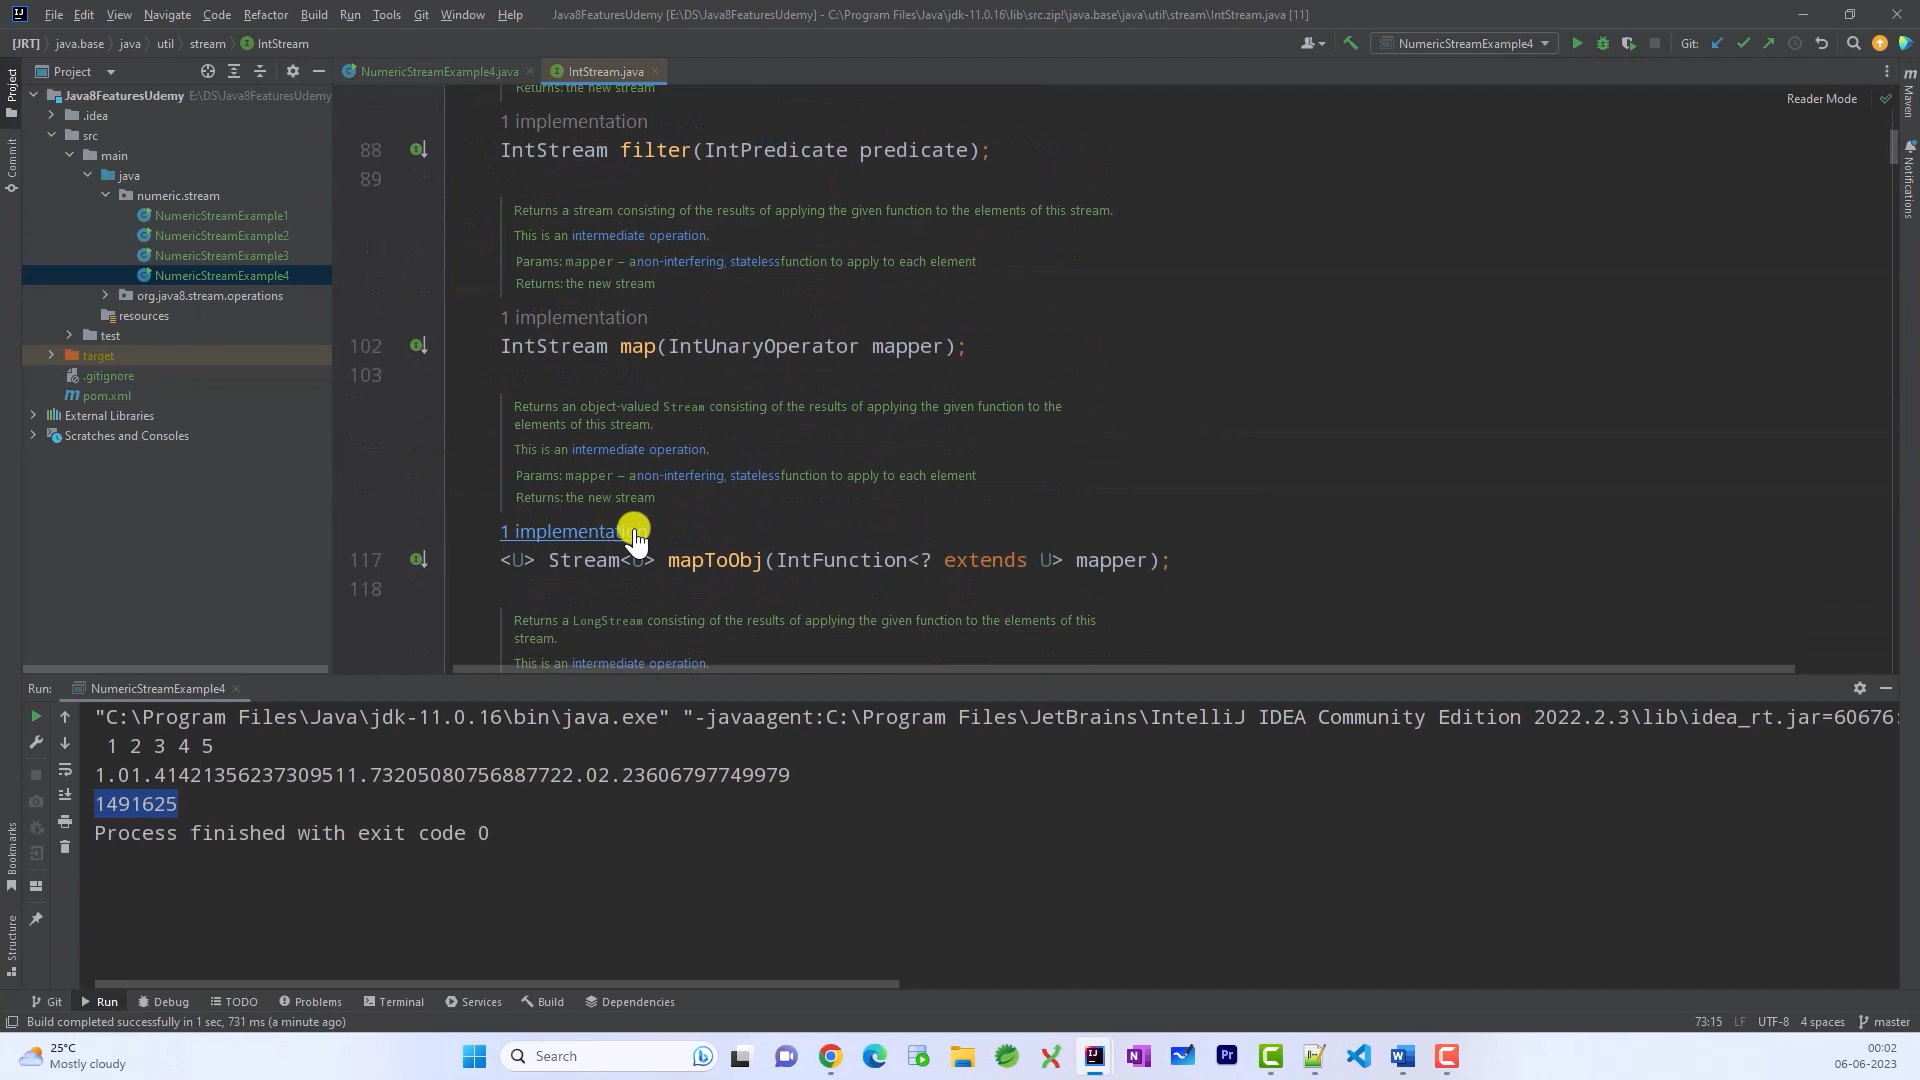 File Edit View Navigate Code Refactor Build Run Tools Git Window Help Java8FeaturesUdemy [E:\DS\Java8FeaturesUdemy] - C:\Program Files\Java\jdk-11.0.16\lib\src.zip!\java.base\java\util\stream\IntStream.java [11]
[JRT] java.base java util stream IntStream NumericStreamExample4 Git:
Project NumericStreamExample4.java IntStream.java
Project
Commit
Bookmarks
Structure
Maven
Notifications
Java8FeaturesUdemy E:\DS\Java8FeaturesUdemy
.idea
src
main
java
numeric.stream
NumericStreamExample1
NumericStreamExample2
NumericStreamExample3
NumericStreamExample4
org.java8.stream.operations
resources
test
target
.gitignore
pom.xml
External Libraries
Scratches and Consoles
Reader Mode
Returns: the new stream
1 implementation
88 IntStream filter(IntPredicate predicate);
89
Returns a stream consisting of the results of applying the given function to the elements of this stream.
This is an intermediate operation.
Params: mapper – a non-interfering, stateless function to apply to each element
Returns: the new stream
1 implementation
102 IntStream map(IntUnaryOperator mapper);
103
Returns an object-valued Stream consisting of the results of applying the given function to the
elements of this stream.
This is an intermediate operation.
Params: mapper – a non-interfering, stateless function to apply to each element
Returns: the new stream
1 implementation
117 <U> Stream<U> mapToObj(IntFunction<? extends U> mapper);
118
Returns a LongStream consisting of the results of applying the given function to the elements of this
stream.
This is an intermediate operation.
Run: NumericStreamExample4
"C:\Program Files\Java\jdk-11.0.16\bin\java.exe" "-javaagent:C:\Program Files\JetBrains\IntelliJ IDEA Community Edition 2022.2.3\lib\idea_rt.jar=60676:
1 2 3 4 5
1.01.41421356237309511.73205080756887722.02.23606797749979
1491625
Process finished with exit code 0
Git Run Debug TODO Problems Terminal Services Build Dependencies
Build completed successfully in 1 sec, 731 ms (a minute ago) 73:15 LF UTF-8 4 spaces master
25°C
Mostly cloudy
Search
00:02
06-06-2023